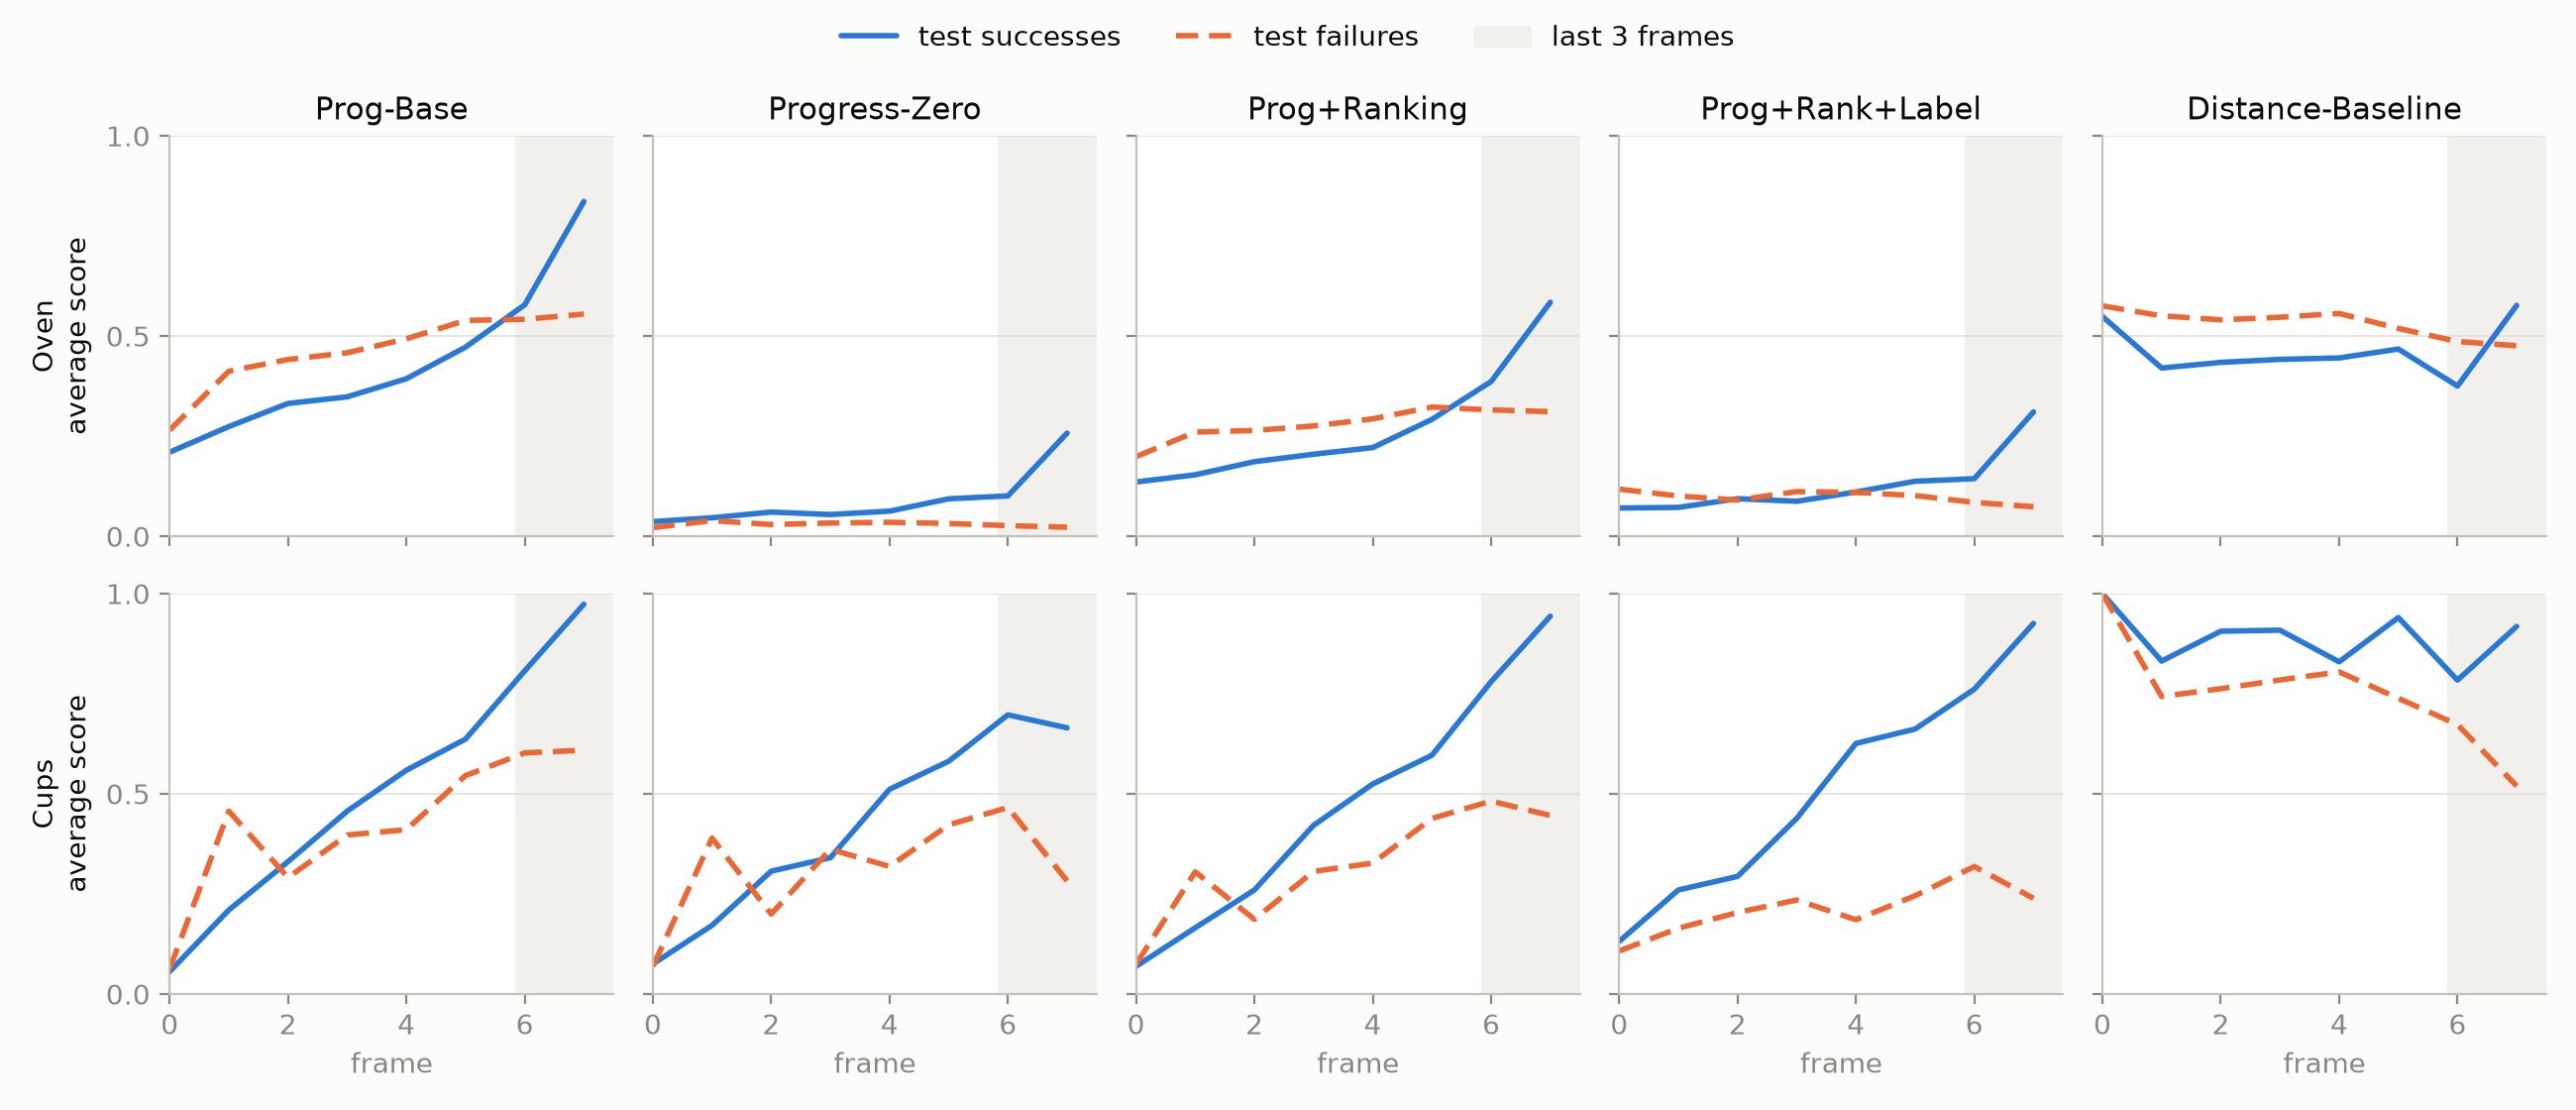 test successes test failures last 3 frames
Prog-Base Progress-Zero Prog+Ranking Prog+Rank+Label Distance-Baseline
Oven
average score
1.0
0.5
0.0
Cups
average score
1.0
0.5
0.0
0 2 4 6 0 2 4 6 0 2 4 6 0 2 4 6 0 2 4 6
frame frame frame frame frame